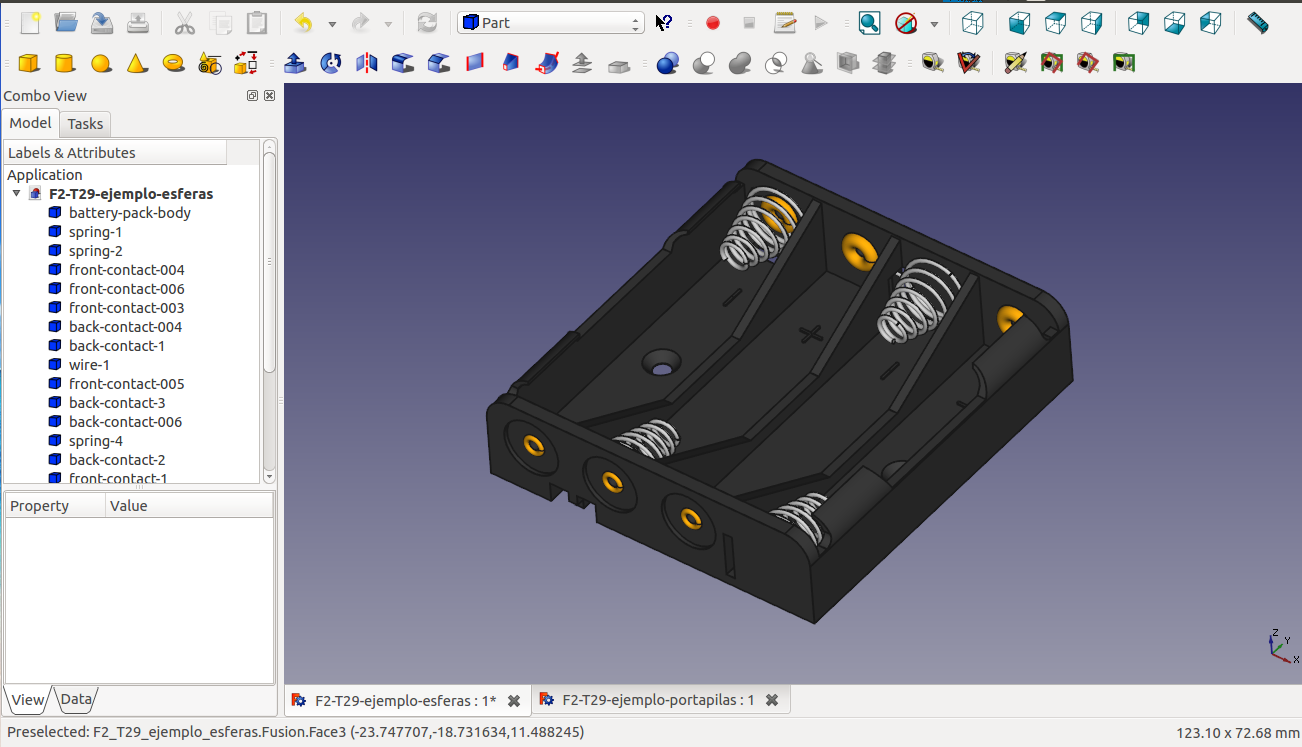 Part
Combo View
Model Tasks
Labels & Attributes
Application
F2-T29-ejemplo-esferas
battery-pack-body
spring-1
spring-2
front-contact-004
front-contact-006
front-contact-003
back-contact-004
back-contact-1
wire-1
front-contact-005
back-contact-3
back-contact-006
spring-4
back-contact-2
front-contact-1
Property Value
View Data
F2-T29-ejemplo-esferas : 1*
F2-T29-ejemplo-portapilas : 1
Z
Y
X
Preselected: F2_T29_ejemplo_esferas.Fusion.Face3 (-23.747707,-18.731634,11.488245)
123.10 x 72.68 mm